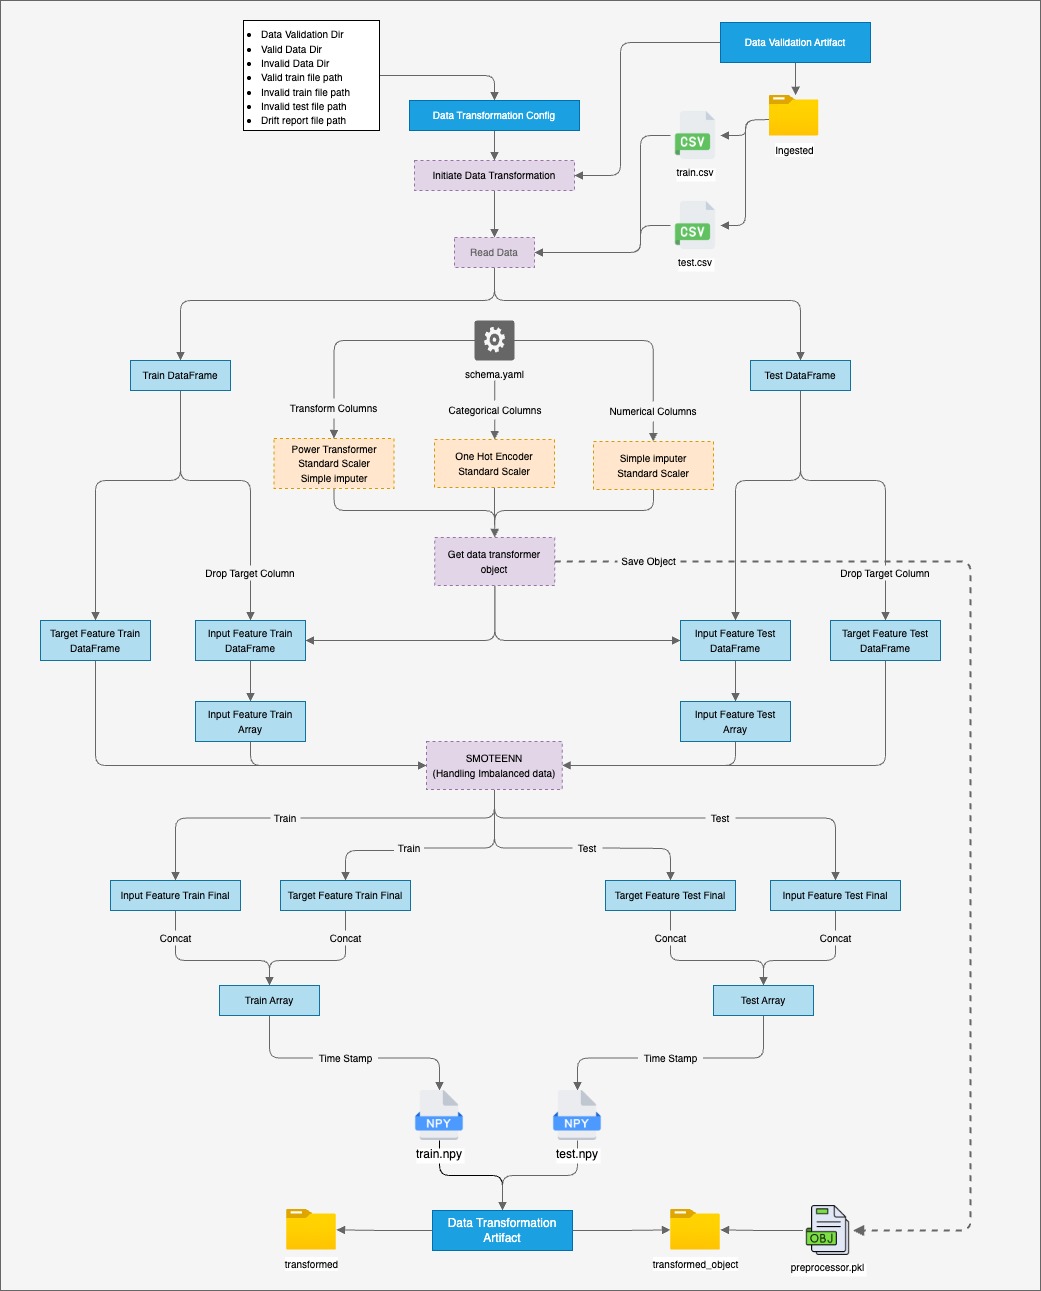 Data Validation Dir
Valid Data Dir
Invalid Data Dir
Valid train file path
Invalid train file path
Invalid test file path
Drift report file path
Data Validation Artifact
Data Transformation Config
CSV
train.csv
Ingested
Initiate Data Transformation
CSV
test.csv
Read Data
schema.yaml
Train DataFrame
Test DataFrame
Transform Columns
Categorical Columns
Numerical Columns
Power Transformer
Standard Scaler
Simple imputer
One Hot Encoder
Standard Scaler
Simple imputer
Standard Scaler
Get data transformer
object
Save Object
Drop Target Column
Drop Target Column
Target Feature Train
DataFrame
Input Feature Train
DataFrame
Input Feature Test
DataFrame
Target Feature Test
DataFrame
Input Feature Train
Array
Input Feature Test
Array
SMOTEENN
(Handling Imbalanced data)
Train
Test
Train
Test
Input Feature Train Final
Target Feature Train Final
Target Feature Test Final
Input Feature Test Final
Concat
Concat
Concat
Concat
Train Array
Test Array
Time Stamp
Time Stamp
NPY
train.npy
NPY
test.npy
Data Transformation
Artifact
transformed
transformed_object
OBJ
preprocessor.pkl